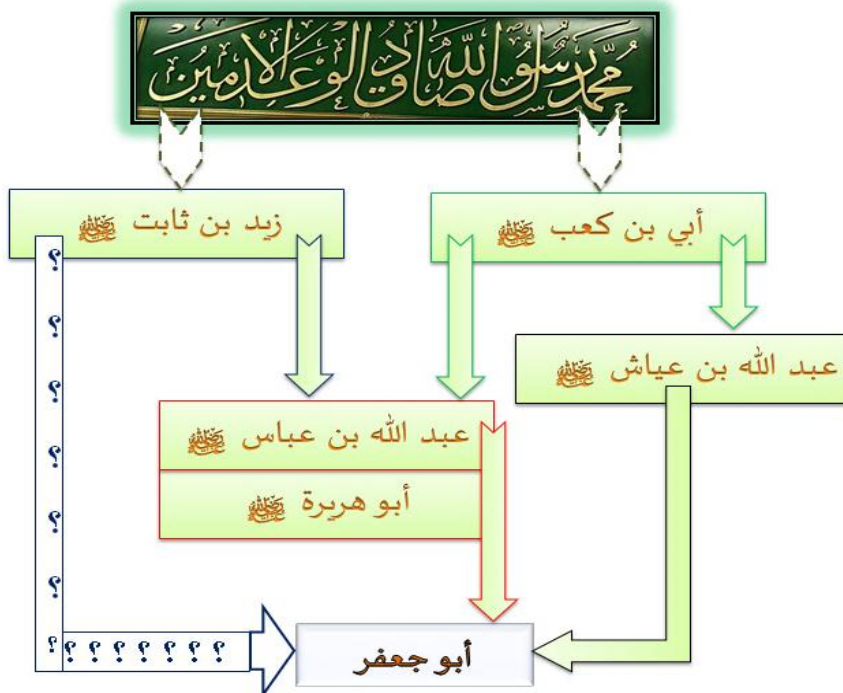 محمد رسول الله صادق الوعد الأمين
أبي بن كعب ﷺ
زيد بن ثابت ﷺ
عبد الله بن عياش ﷺ
عبد الله بن عباس ﷺ
أبو هريرة ﷺ
؟
؟
؟
؟
؟
؟
؟ ؟ ؟ ؟ ؟ ؟ ؟ ؟
أبو جعفر